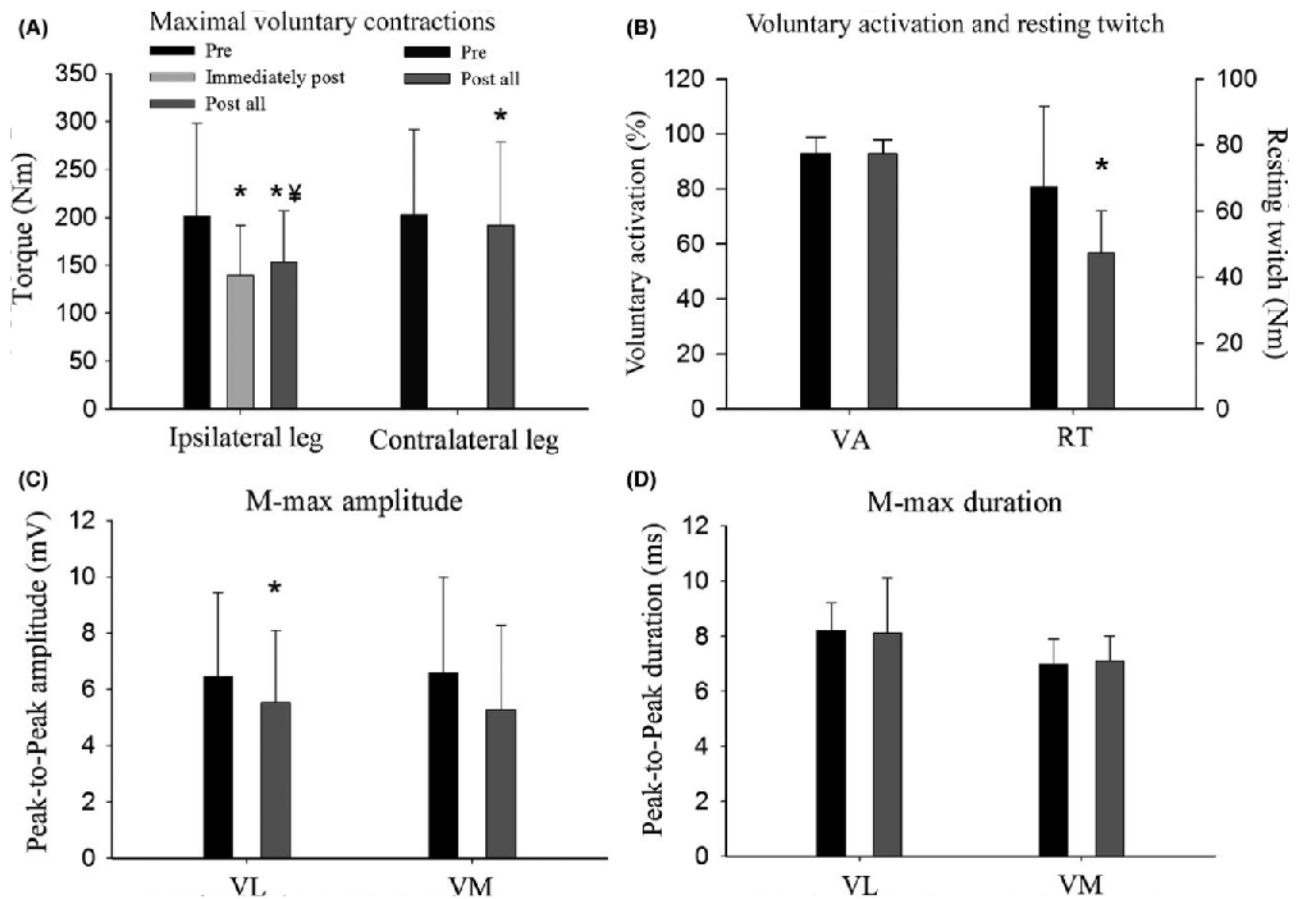 (A)
Maximal voluntary contractions
Pre
Immediately post
Post all
Pre
Post all
Torque (Nm)
350
300
250
200
150
100
50
0
*
* ¥
*
Ipsilateral leg
Contralateral leg
(B)
Voluntary activation and resting twitch
Voluntary activation (%)
120
100
80
60
40
20
0
*
VA
RT
100
80
60
40
20
0
Resting twitch (Nm)
(C)
M-max amplitude
Peak-to-Peak amplitude (mV)
12
10
8
6
4
2
0
*
VL
VM
(D)
M-max duration
Peak-to-Peak duration (ms)
12
10
8
6
4
2
0
VL
VM